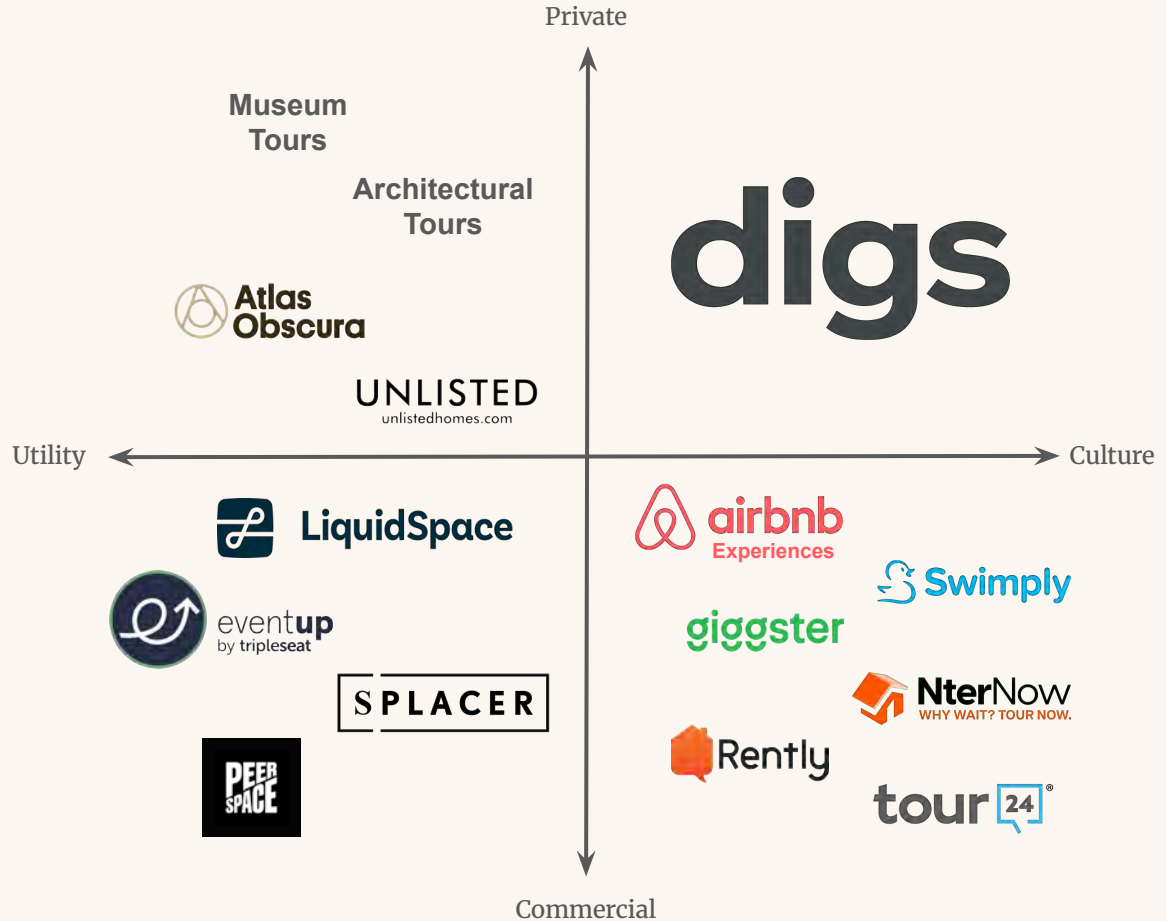 Private
Museum
Tours
Architectural
Tours
digs
Atlas
Obscura
UNLISTED
unlistedhomes.com
Utility
Culture
LiquidSpace
airbnb
Experiences
Swimply
eventup
by tripleseat
giggster
SPLACER
NterNow
WHY WAIT? TOUR NOW.
Rently
PEER
SPACE
tour 24®
Commercial